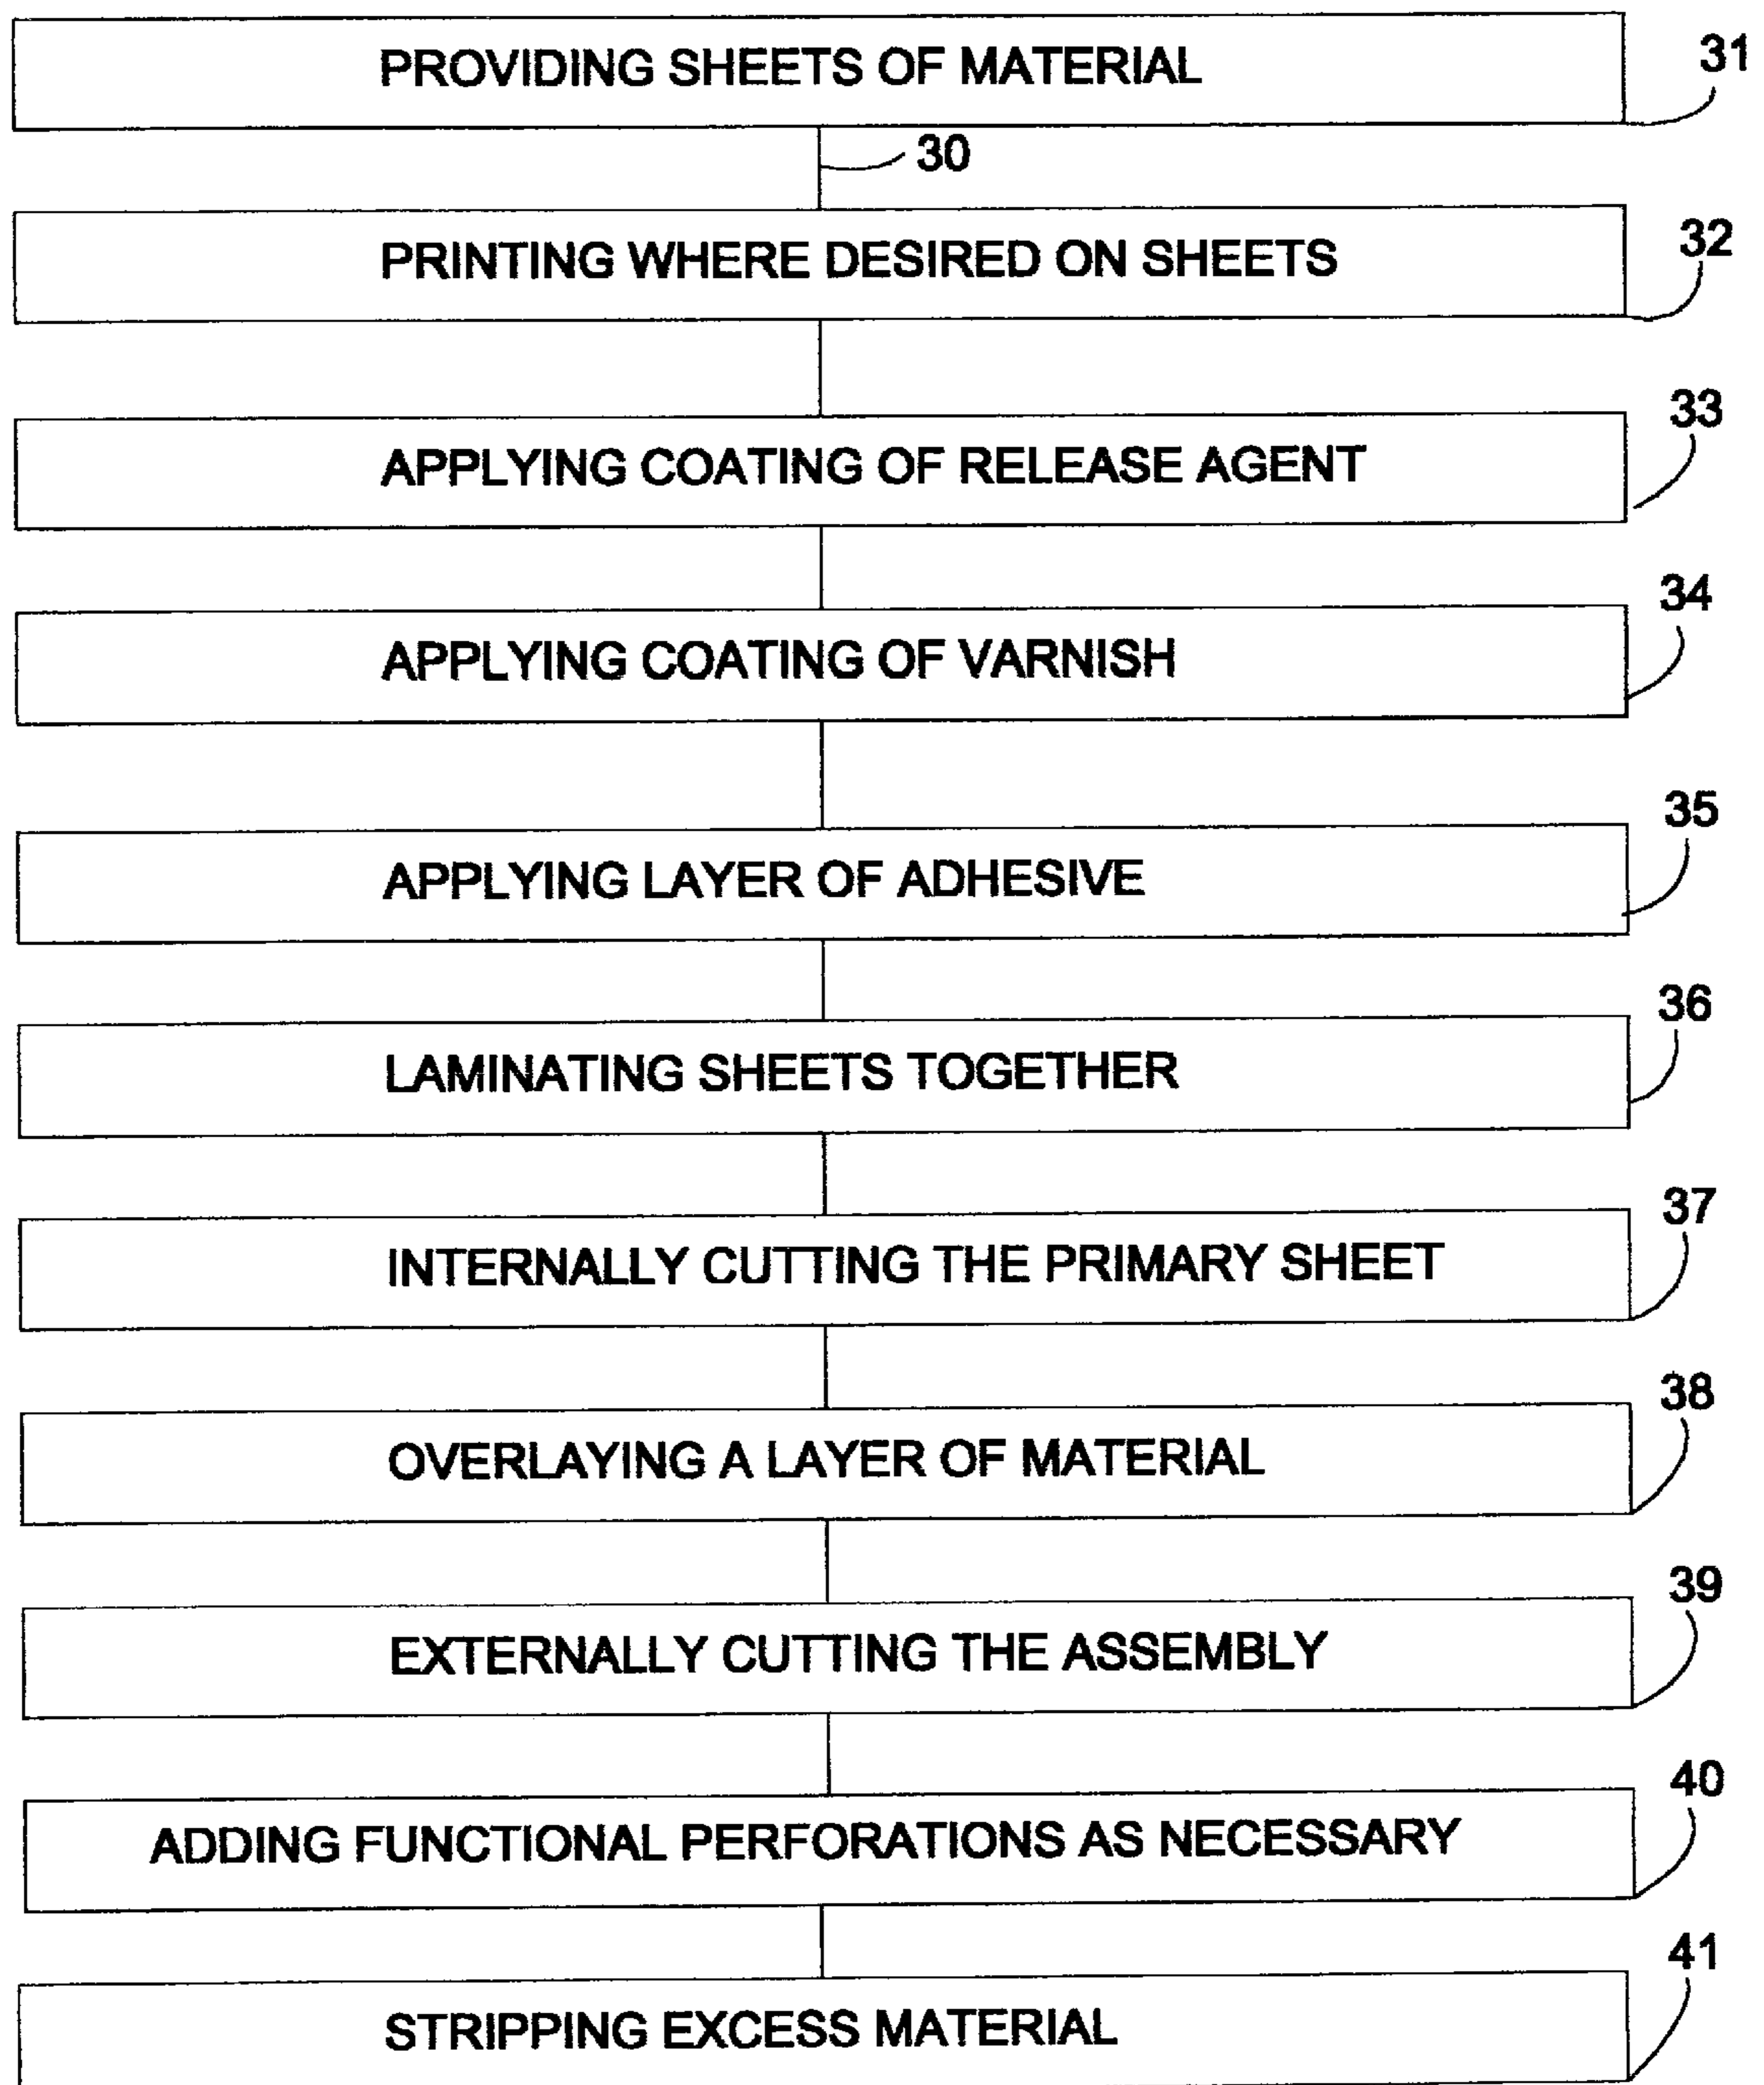 PROVIDING SHEETS OF MATERIAL
31
30
PRINTING WHERE DESIRED ON SHEETS
32
APPLYING COATING OF RELEASE AGENT
33
APPLYING COATING OF VARNISH
34
APPLYING LAYER OF ADHESIVE
35
LAMINATING SHEETS TOGETHER
36
INTERNALLY CUTTING THE PRIMARY SHEET
37
OVERLAYING A LAYER OF MATERIAL
38
EXTERNALLY CUTTING THE ASSEMBLY
39
ADDING FUNCTIONAL PERFORATIONS AS NECESSARY
40
STRIPPING EXCESS MATERIAL
41